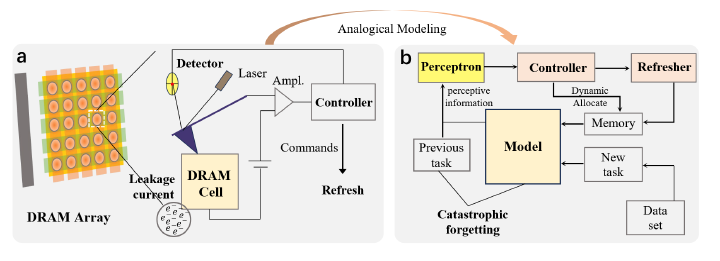 Analogical Modeling
a
Detector
Laser
Ampl.
Controller
Commands
Refresh
DRAM
Cell
Leakage
current
e⁻ e⁻
e⁻ e⁻ e⁻
e⁻ e⁻
DRAM Array
b
Perceptron
Controller
Refresher
perceptive
information
Dynamic
Allocate
Memory
Previous
task
Model
New
task
Data
set
Catastrophic
forgetting